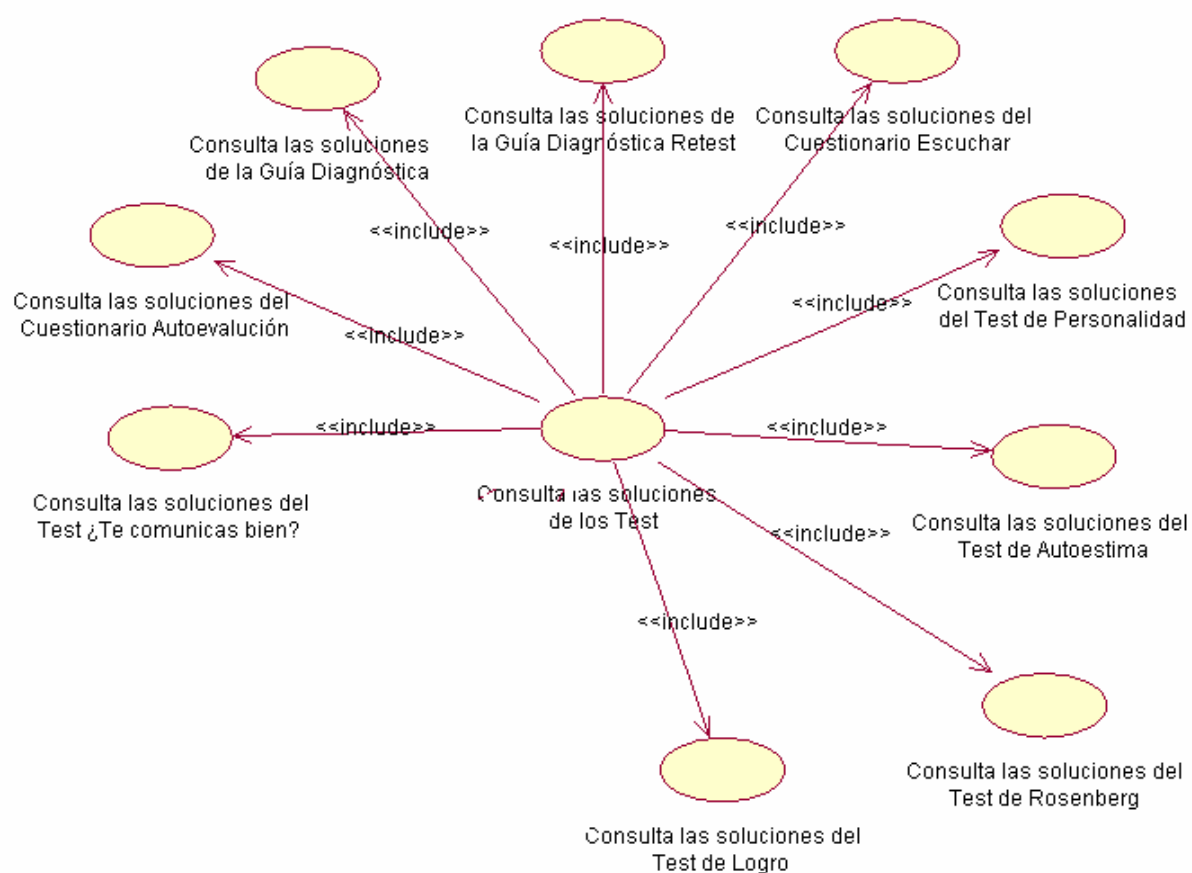 Consulta las soluciones de
la Guía Diagnóstica Retest
Consulta las soluciones del
Cuestionario Escuchar
Consulta las soluciones
de la Guía Diagnóstica
<<include>>
<<include>>
<<include>>
Consulta las soluciones
del Test de Personalidad
<<include>>
Consulta las soluciones del
Cuestionario Autoevalución
<<include>>
<<include>>
<<include>>
Consulta las soluciones del
Test ¿Te comunicas bien?
Consulta las soluciones
de los Test
Consulta las soluciones del
Test de Autoestima
<<include>>
<<include>>
Consulta las soluciones del
Test de Rosenberg
Consulta las soluciones del
Test de Logro